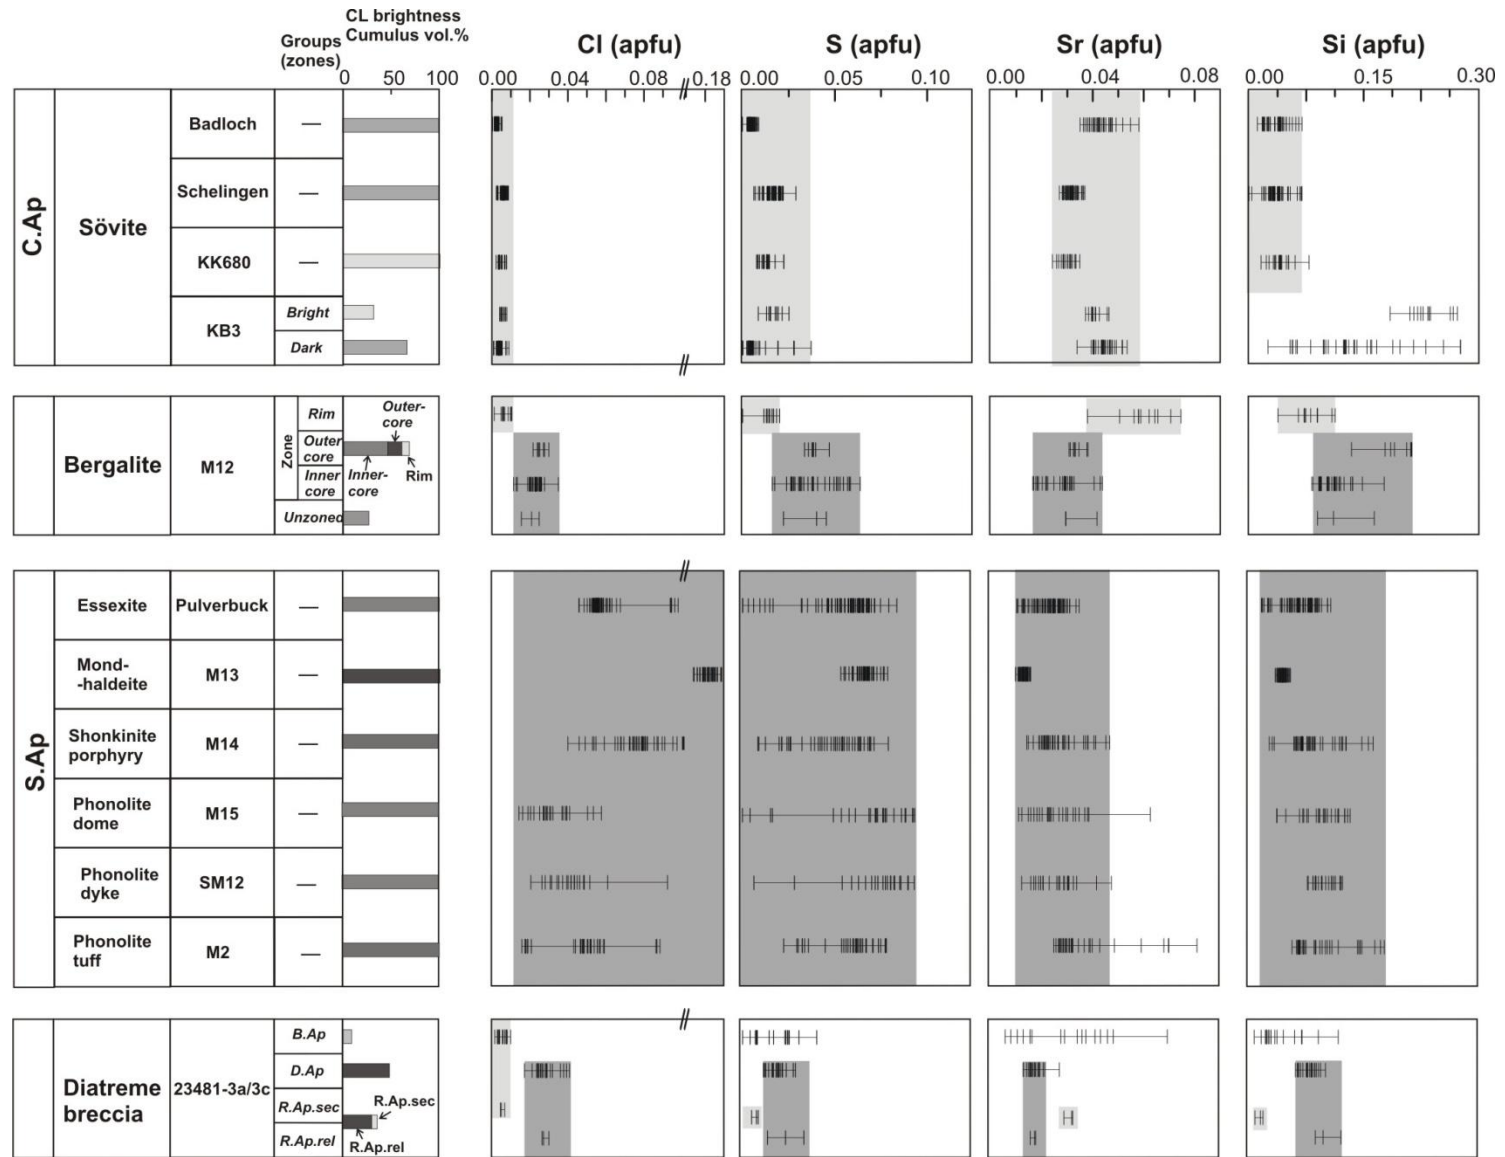 CL brightness
Cumulus vol.%
Groups
(zones)
0 50 100
Cl (apfu)
0.00 0.04 0.08 0.18
S (apfu)
0.00 0.05 0.10
Sr (apfu)
0.00 0.04 0.08
Si (apfu)
0.00 0.15 0.30
C.Ap
Sövite
Badloch
—
Schelingen
—
KK680
—
KB3
Bright
Dark
Bergalite
M12
Zone
Rim
Outer
core
Inner
core
Unzoned
Outer-
core
Inner-
core
Rim
S.Ap
Essexite
Pulverbuck
—
Mond-
-haldeite
M13
—
Shonkinite
porphyry
M14
—
Phonolite
dome
M15
—
Phonolite
dyke
SM12
—
Phonolite
tuff
M2
—
Diatreme
breccia
23481-3a/3c
B.Ap
D.Ap
R.Ap.sec
R.Ap.rel
R.Ap.sec
R.Ap.rel